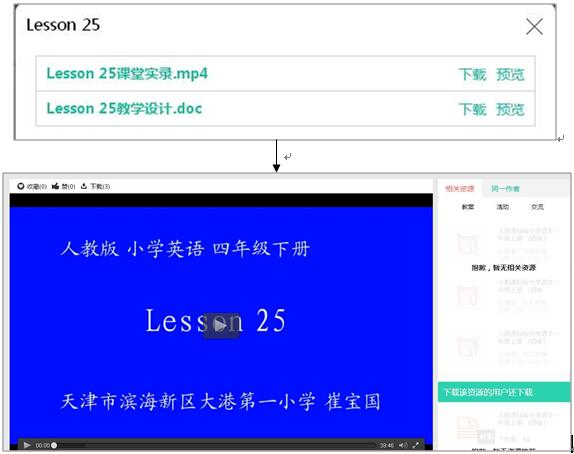 Lesson 25
Lesson 25课堂实录.mp4 下载 预览
Lesson 25教学设计.doc 下载 预览
收藏(0) 赞(0) 下载(3)
相关资源 同一作者
教案 活动 交流
人教版 小学英语 四年级下册
抱歉，暂无相关资源
Lesson 25
下载该资源的用户还下载
天津市滨海新区大港第一小学 崔宝国
00:00 39:46